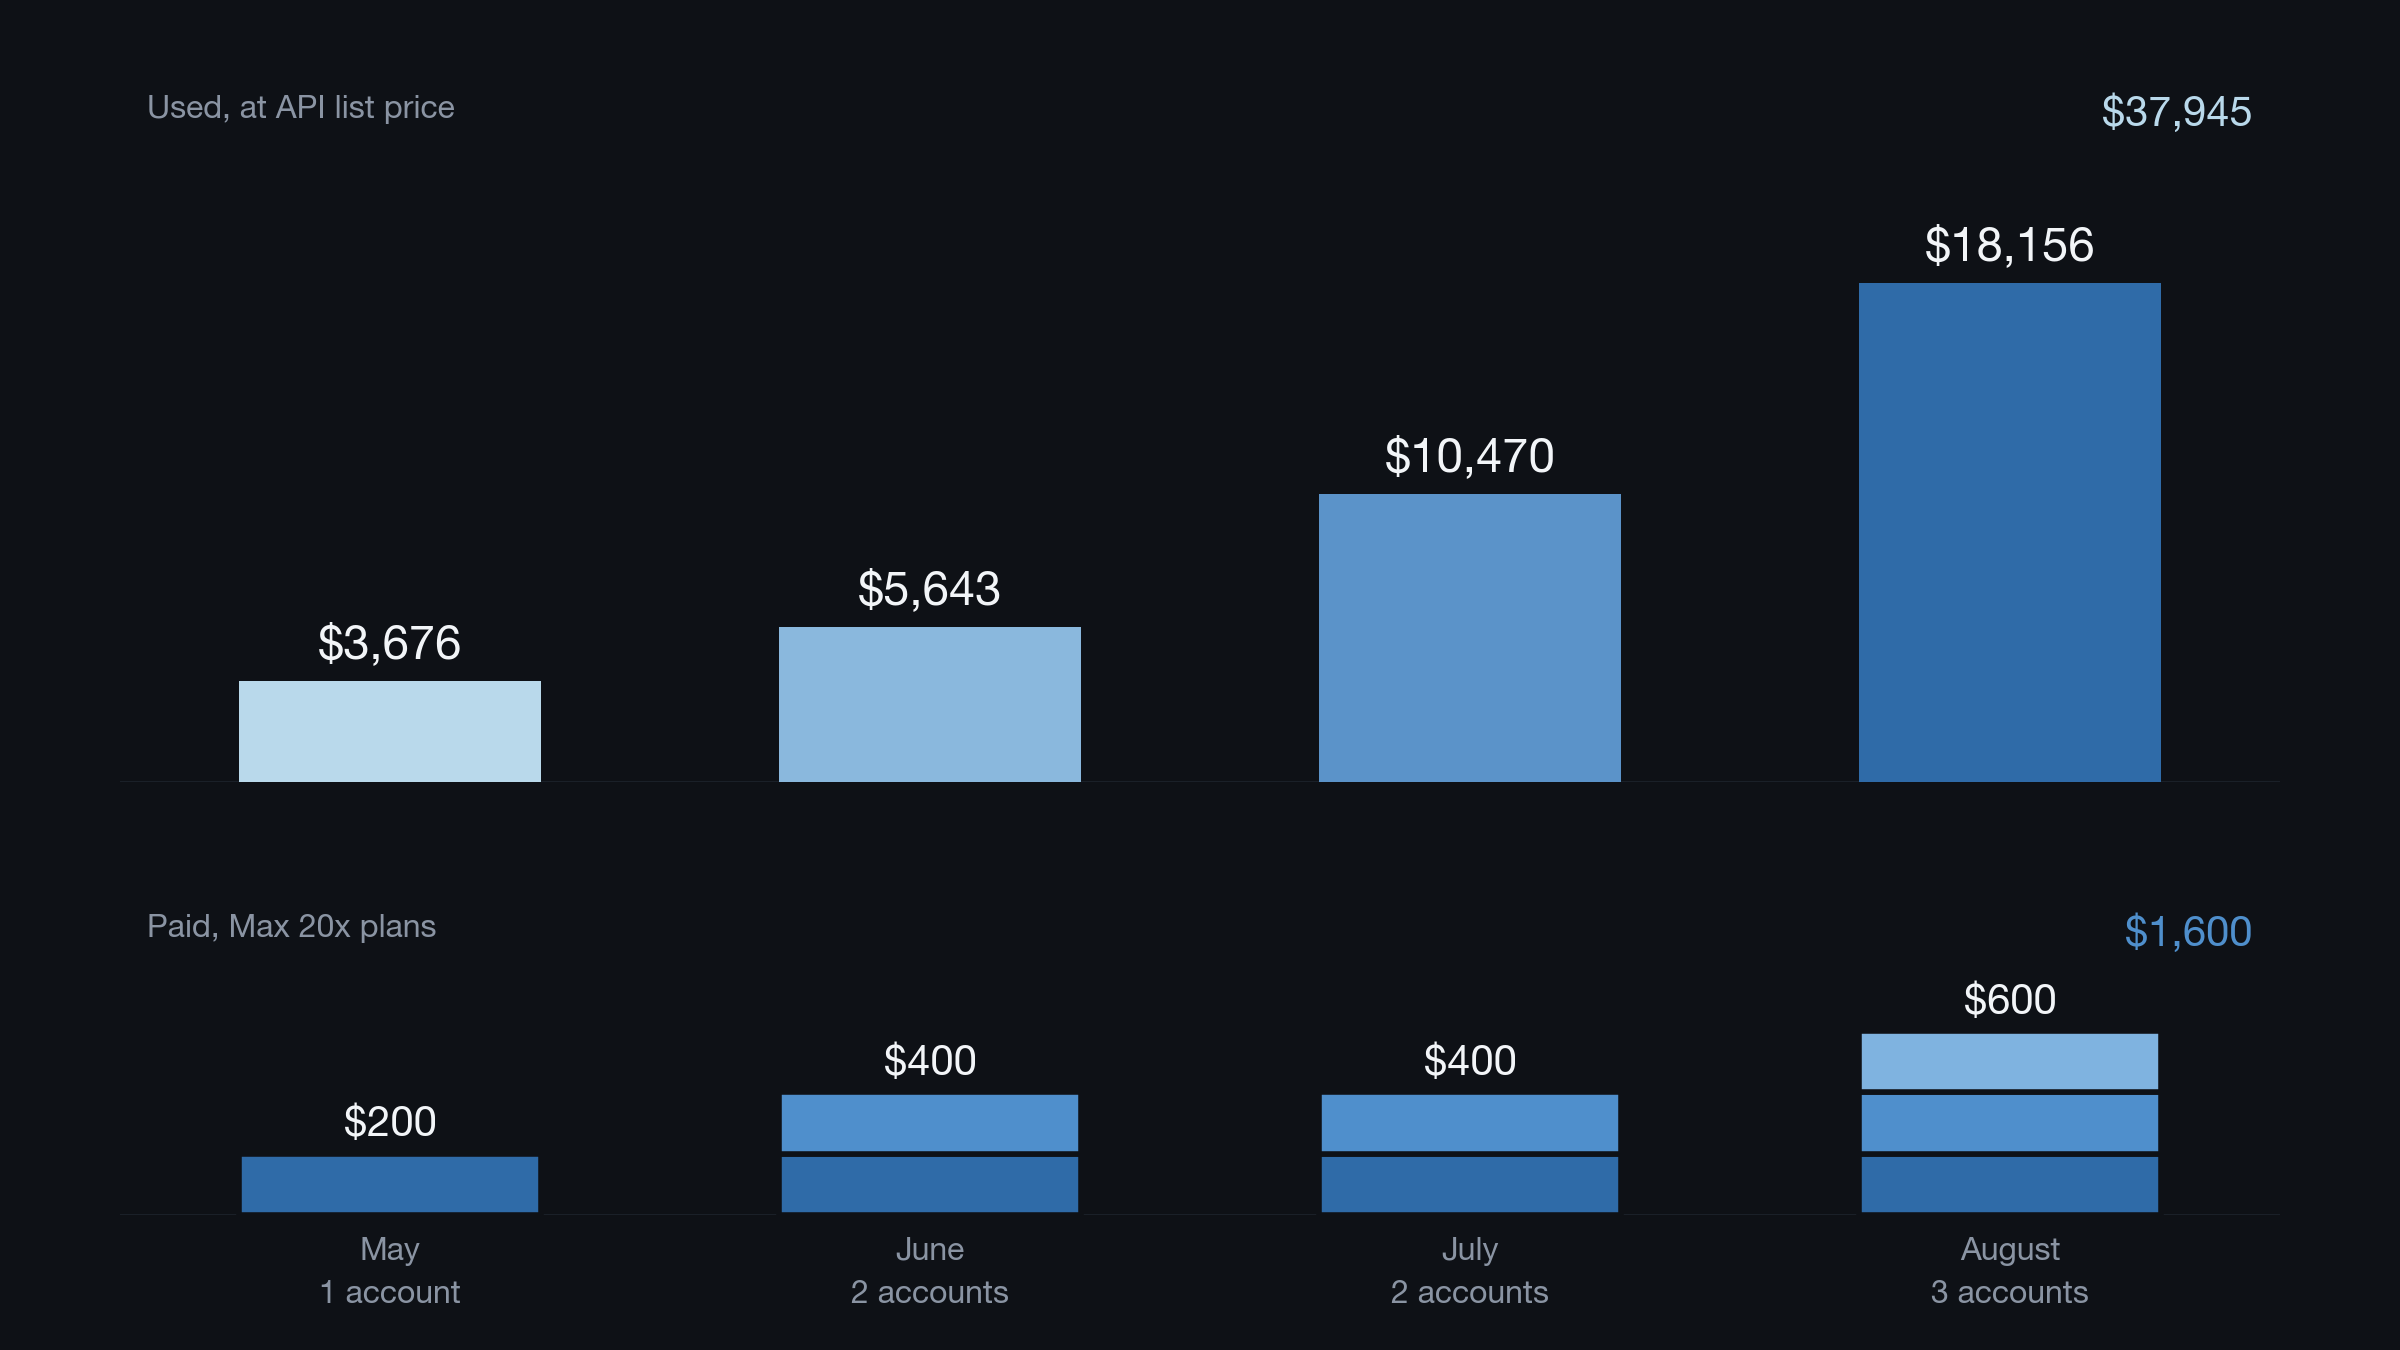 Used, at API list price
$37,945
$18,156
$10,470
$5,643
$3,676
Paid, Max 20x plans
$1,600
$600
$400
$400
$200
May
June
July
August
1 account
2 accounts
2 accounts
3 accounts